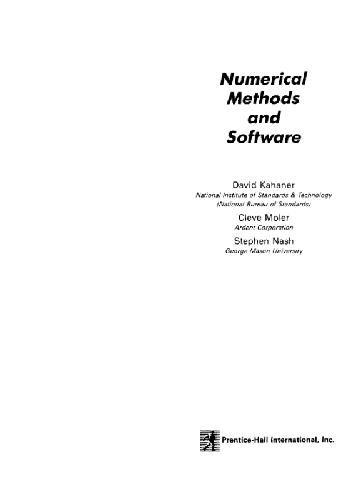 Numerical
Methods
and
Software
David Kahaner
National Institute of Standards & Technology
(National Bureau of Standards)
Cleve Moler
Ardent Corporation
Stephen Nash
George Mason University
Prentice-Hall International, Inc.